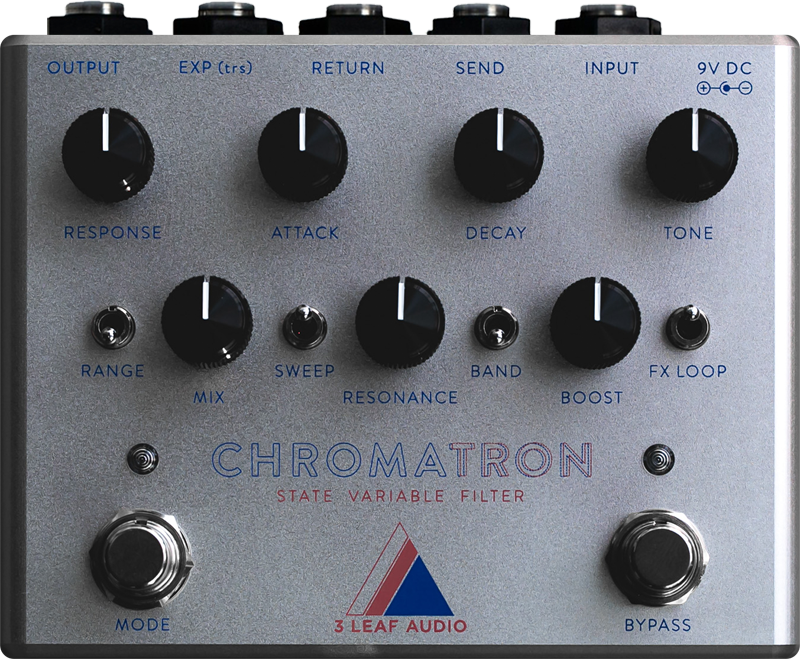 OUTPUT EXP (trs) RETURN SEND INPUT 9V DC
RESPONSE ATTACK DECAY TONE
RANGE SWEEP BAND FX LOOP
MIX RESONANCE BOOST
CHROMATRON
STATE VARIABLE FILTER
3 LEAF AUDIO
MODE BYPASS